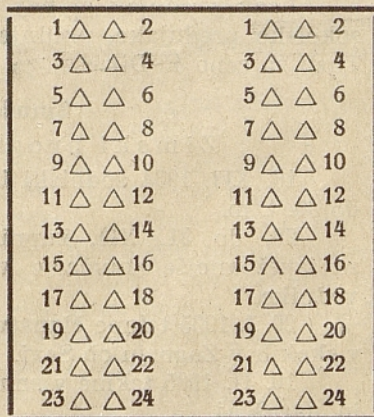 1 △ △ 2 1 △ △ 2
3 △ △ 4 3 △ △ 4
5 △ △ 6 5 △ △ 6
7 △ △ 8 7 △ △ 8
9 △ △ 10 9 △ △ 10
11 △ △ 12 11 △ △ 12
13 △ △ 14 13 △ △ 14
15 △ △ 16 15 △ △ 16
17 △ △ 18 17 △ △ 18
19 △ △ 20 19 △ △ 20
21 △ △ 22 21 △ △ 22
23 △ △ 24 23 △ △ 24